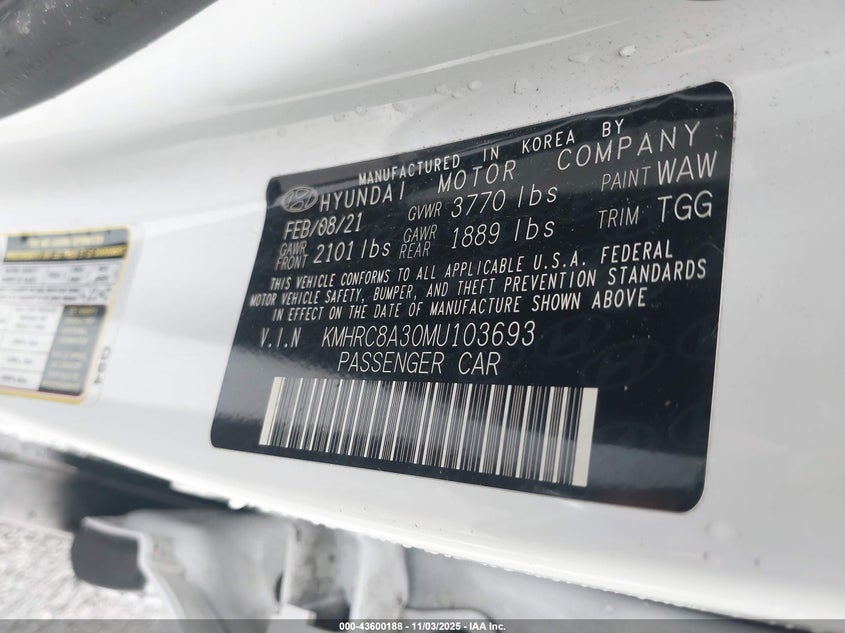 MANUFACTURED IN KOREA BY
HYUNDAI MOTOR COMPANY
FEB/08/21 GVWR 3770 lbs PAINT WAW
GAWR FRONT 2101 lbs GAWR REAR 1889 lbs TRIM TGG
THIS VEHICLE CONFORMS TO ALL APPLICABLE U.S.A. FEDERAL
MOTOR VEHICLE SAFETY, BUMPER, AND THEFT PREVENTION STANDARDS
IN EFFECT ON THE DATE OF MANUFACTURE SHOWN ABOVE
V.I.N KMHRC8A30MU103693
PASSENGER CAR
000-43600188 - 11/03/2025 - IAA Inc.